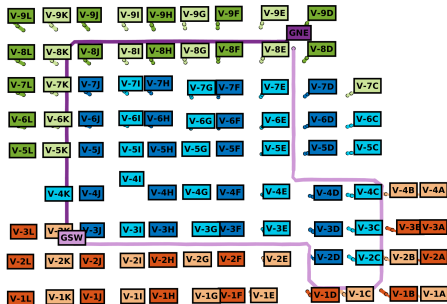 V-9L V-9K V-9J V-9I V-9H V-9G V-9F V-9E V-9D
GNE
V-8L V-8K V-8J V-8I V-8H V-8G V-8F V-8E V-8D
V-7L V-7K V-7J V-7I V-7H V-7G V-7F V-7E V-7D V-7C
V-6L V-6K V-6J V-6I V-6H V-6G V-6F V-6E V-6D V-6C
V-5L V-5K V-5J V-5I V-5H V-5G V-5F V-5E V-5D V-5C
V-4K V-4J V-4I V-4H V-4G V-4F V-4E V-4D V-4C V-4B V-4A
V-3L V-3J V-3I V-3H V-3G V-3F V-3E V-3D V-3C V-3B V-3A
GSW
V-2L V-2K V-2J V-2I V-2H V-2G V-2F V-2E V-2D V-2C V-2B V-2A
V-1L V-1K V-1J V-1I V-1H V-1G V-1F V-1E V-1D V-1C V-1B V-1A